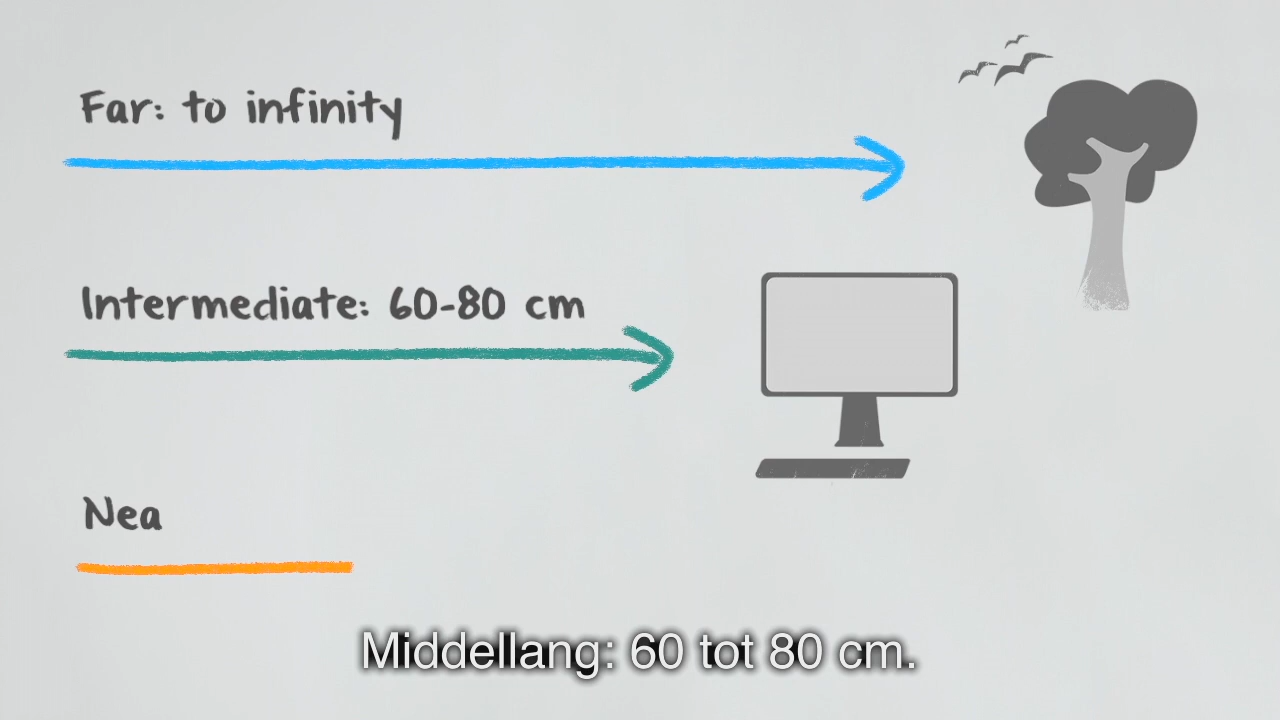 Far: to infinity
Intermediate: 60-80 cm
Nea
Middellang: 60 tot 80 cm.